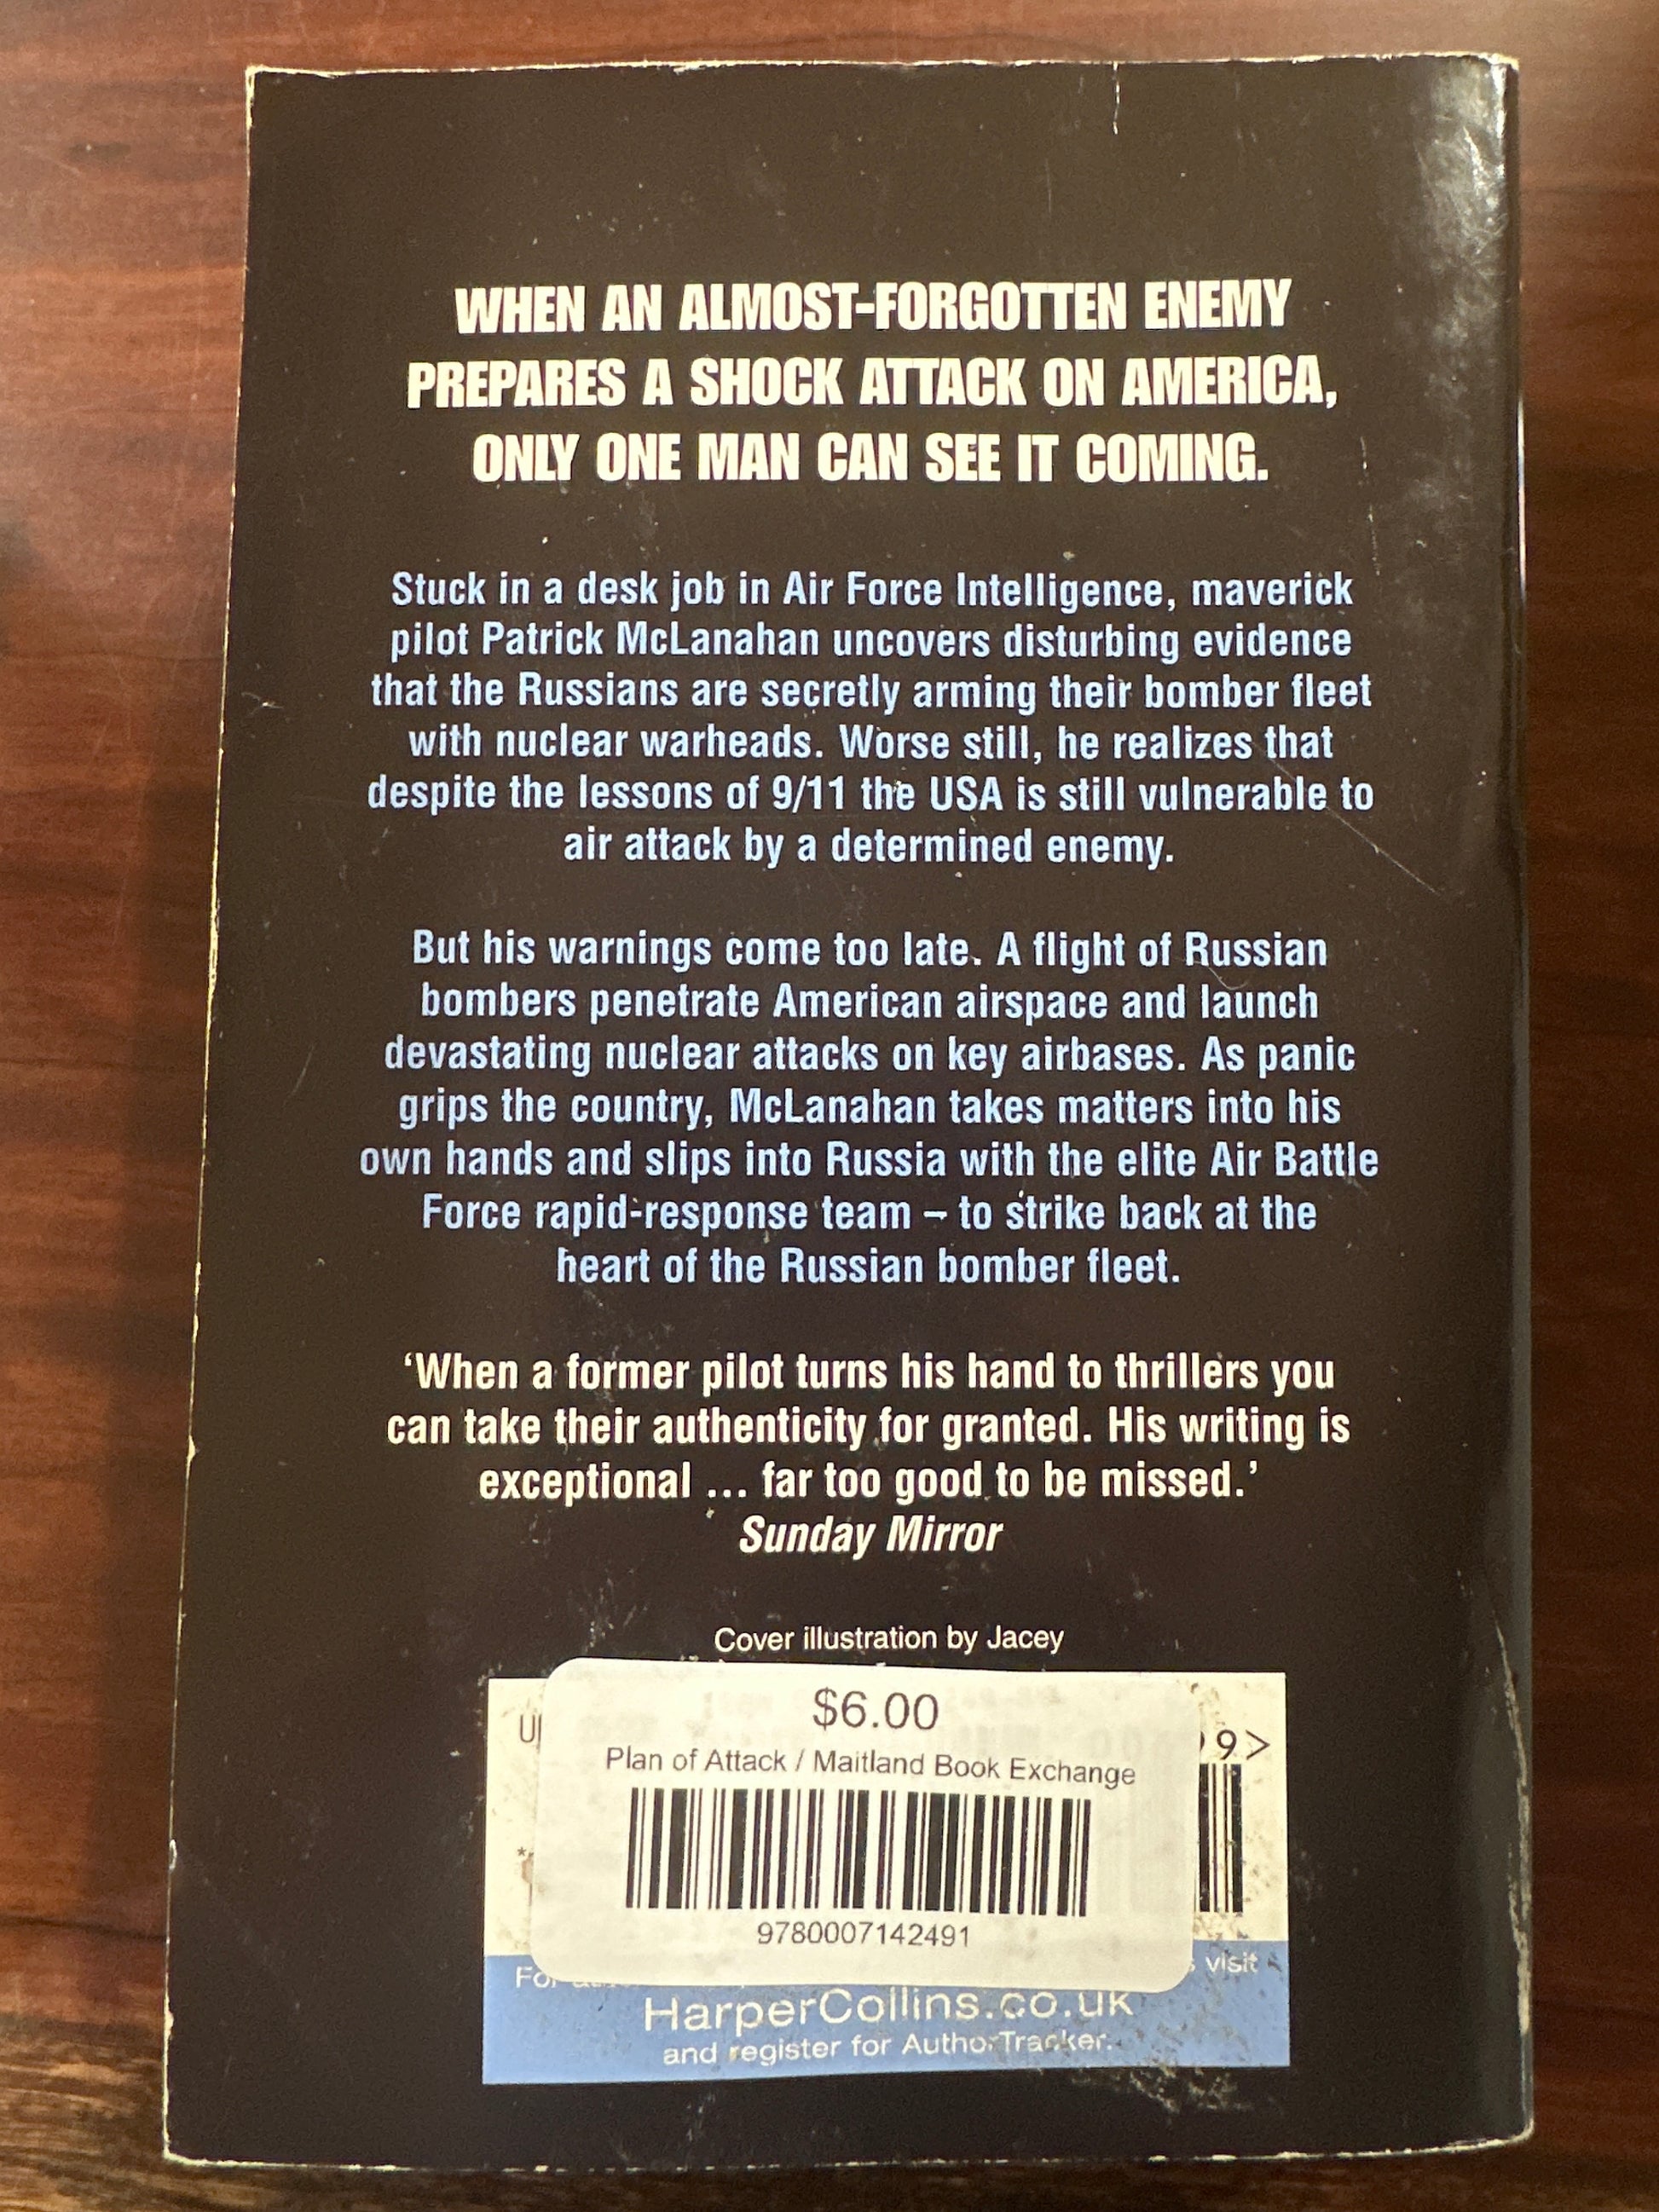 WHEN AN ALMOST-FORGOTTEN ENEMY
PREPARES A SHOCK ATTACK ON AMERICA,
ONLY ONE MAN CAN SEE IT COMING.
Stuck in a desk job in Air Force Intelligence, maverick
pilot Patrick McLanahan uncovers disturbing evidence
that the Russians are secretly arming their bomber fleet
with nuclear warheads. Worse still, he realizes that
despite the lessons of 9/11 the USA is still vulnerable to
air attack by a determined enemy.
But his warnings come too late. A flight of Russian
bombers penetrate American airspace and launch
devastating nuclear attacks on key airbases. As panic
grips the country, McLanahan takes matters into his
own hands and slips into Russia with the elite Air Battle
Force rapid-response team – to strike back at the
heart of the Russian bomber fleet.
‘When a former pilot turns his hand to thrillers you
can take their authenticity for granted. His writing is
exceptional ... far too good to be missed.’
Sunday Mirror
Cover illustration by Jacey
$6.00
Plan of Attack / Maitland Book Exchange
9780007142491
9>
For visit
HarperCollins.co.uk
and register for AuthorTracker.